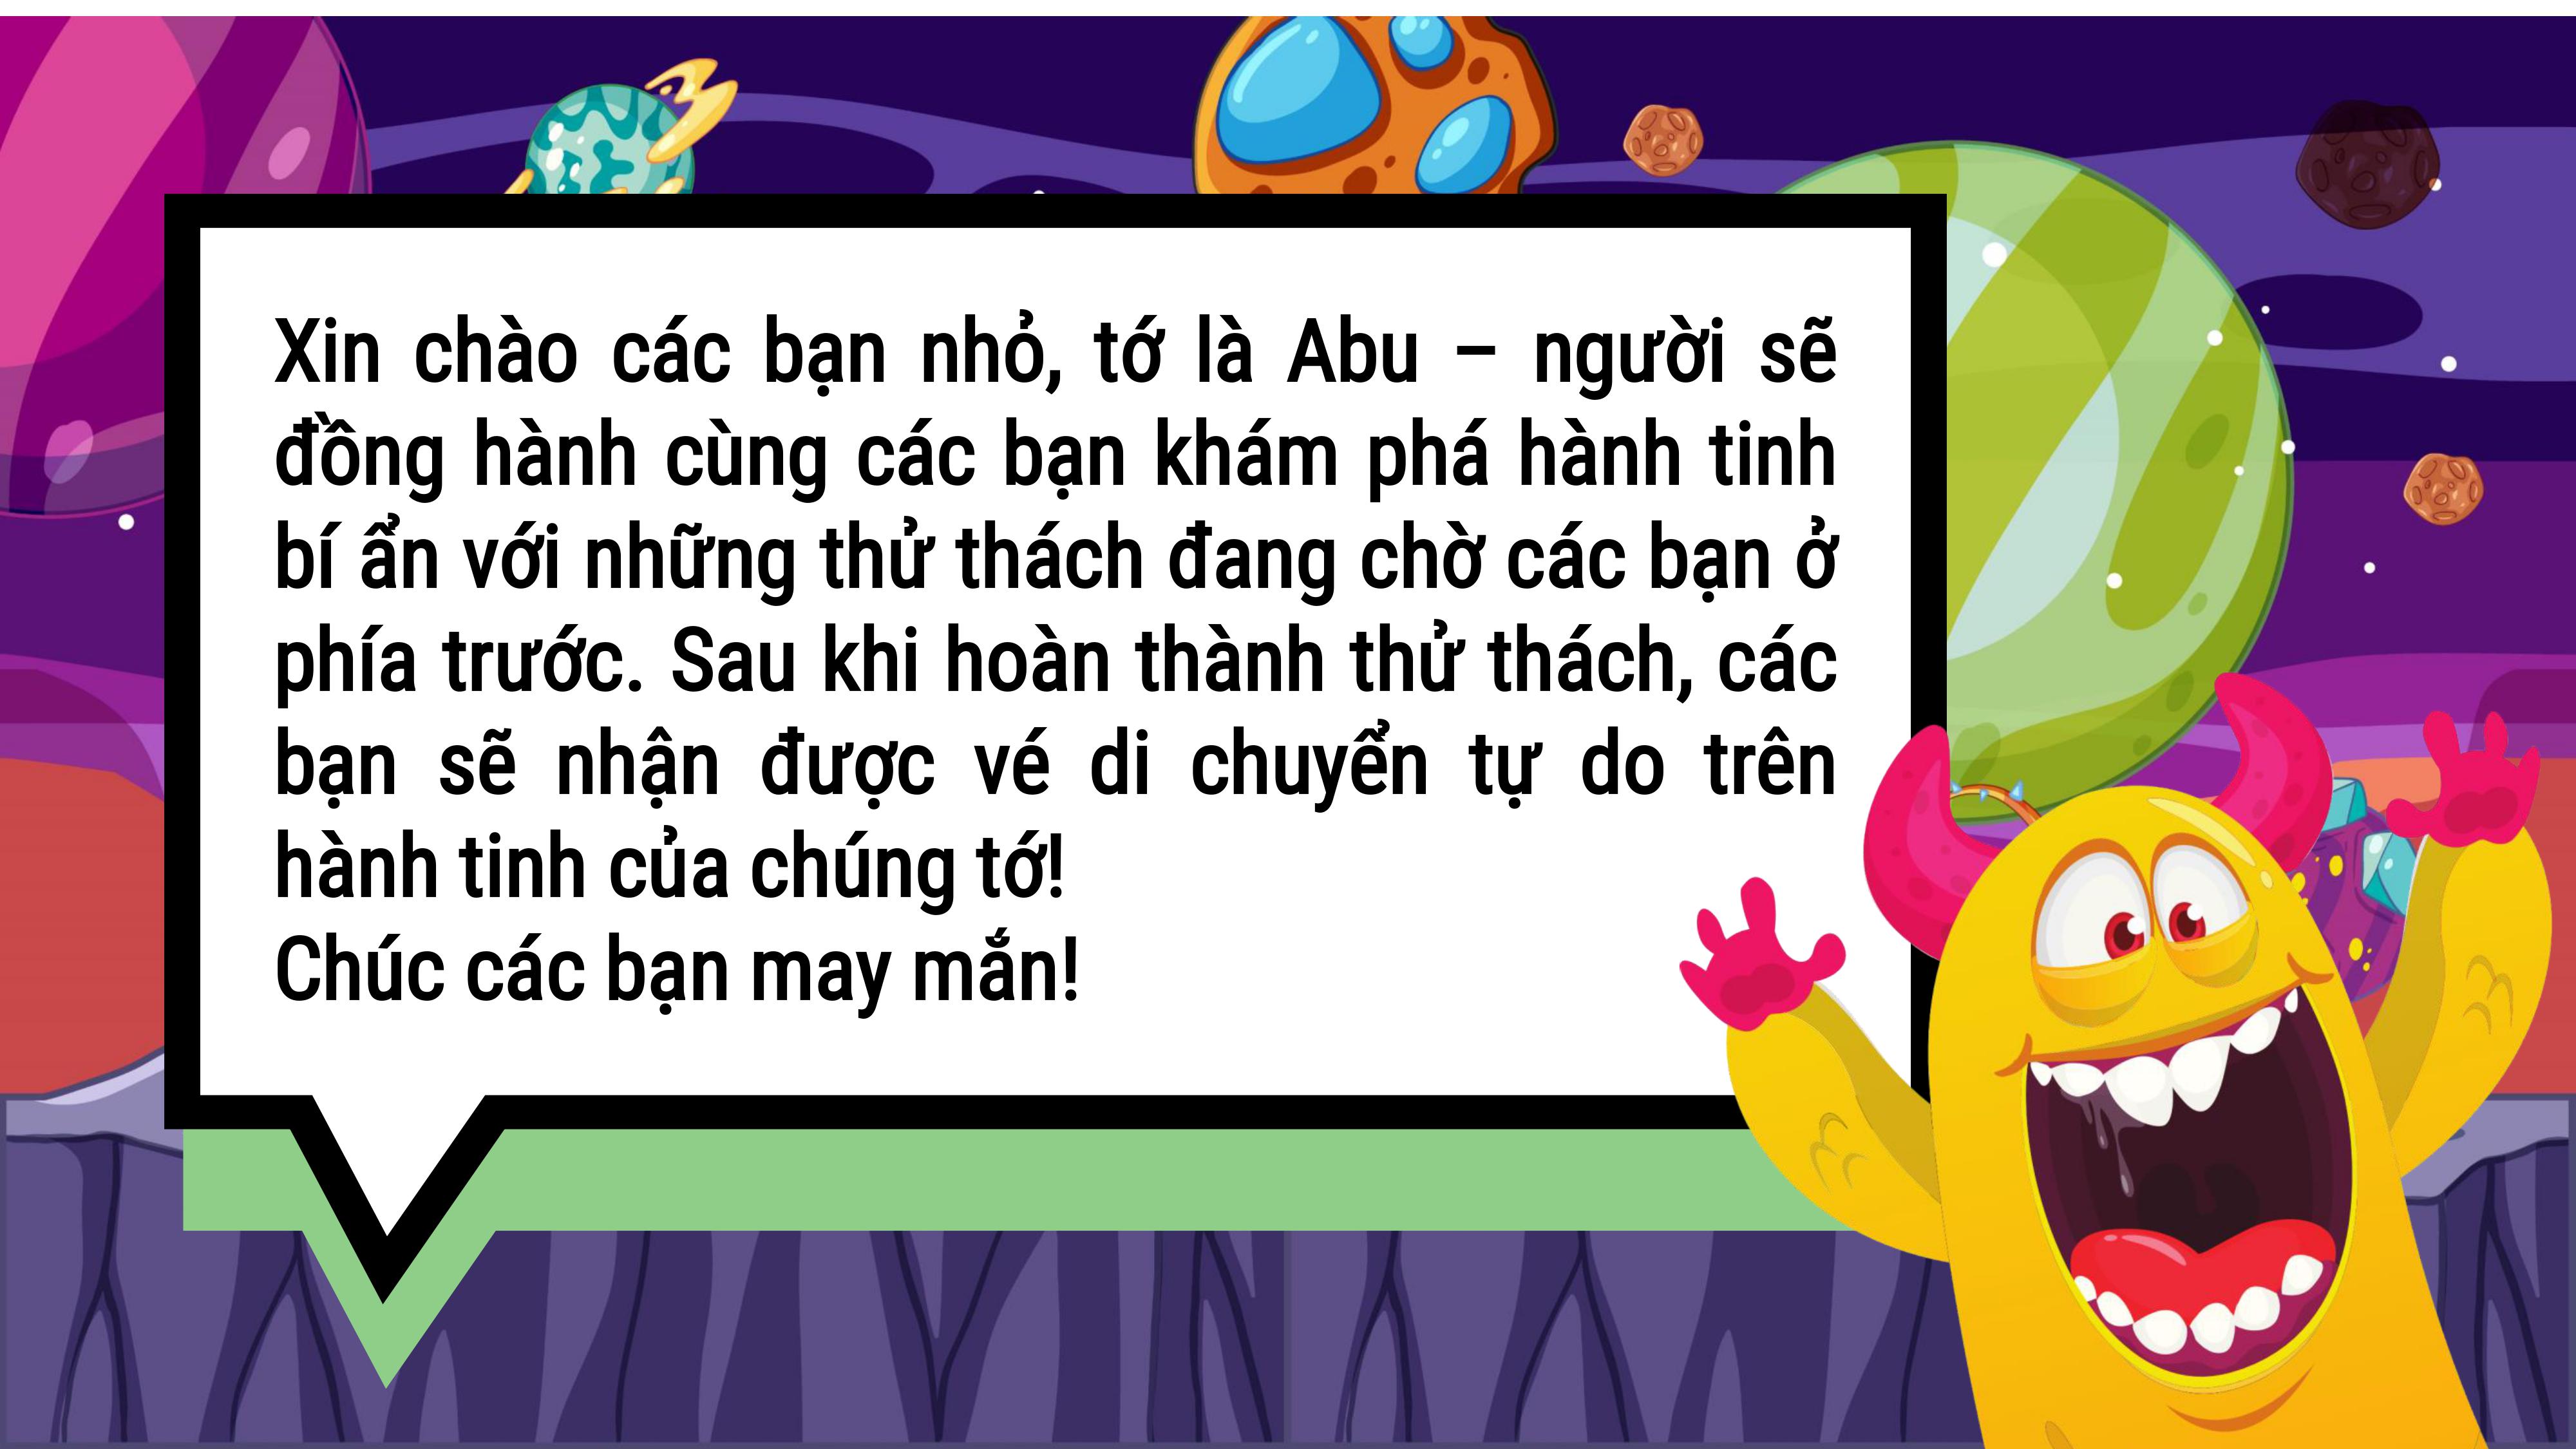 Xin chào các bạn nhỏ, tớ là Abu – người sẽ
đồng hành cùng các bạn khám phá hành tinh
bí ẩn với những thử thách đang chờ các bạn ở
phía trước. Sau khi hoàn thành thử thách, các
bạn sẽ nhận được vé di chuyển tự do trên
hành tinh của chúng tớ!
Chúc các bạn may mắn!